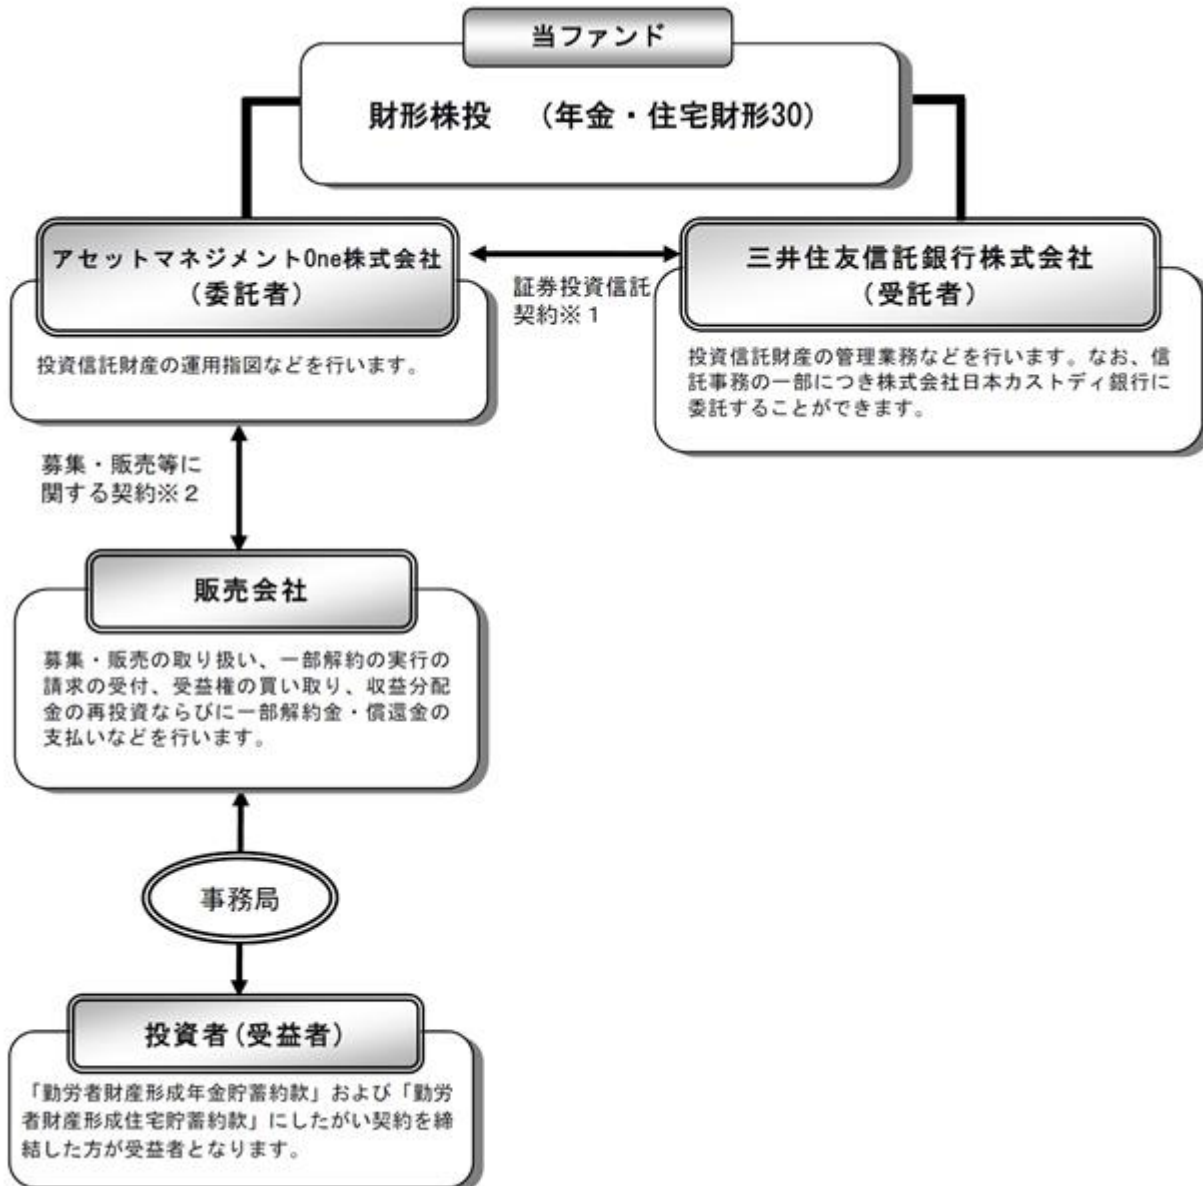 当ファンド
財形株投　（年金・住宅財形30）
アセットマネジメントOne株式会社
（委託者）
投資信託財産の運用指図などを行います。
証券投資信託
契約※１
三井住友信託銀行株式会社
（受託者）
投資信託財産の管理業務などを行います。なお、信
託事務の一部につき株式会社日本カストディ銀行に
委託することができます。
募集・販売等に
関する契約※２
販売会社
募集・販売の取り扱い、一部解約の実行の
請求の受付、受益権の買い取り、収益分配
金の再投資ならびに一部解約金・償還金の
支払いなどを行います。
事務局
投資者(受益者)
「勤労者財産形成年金貯蓄約款」および「勤労
者財産形成住宅貯蓄約款」にしたがい契約を締
結した方が受益者となります。